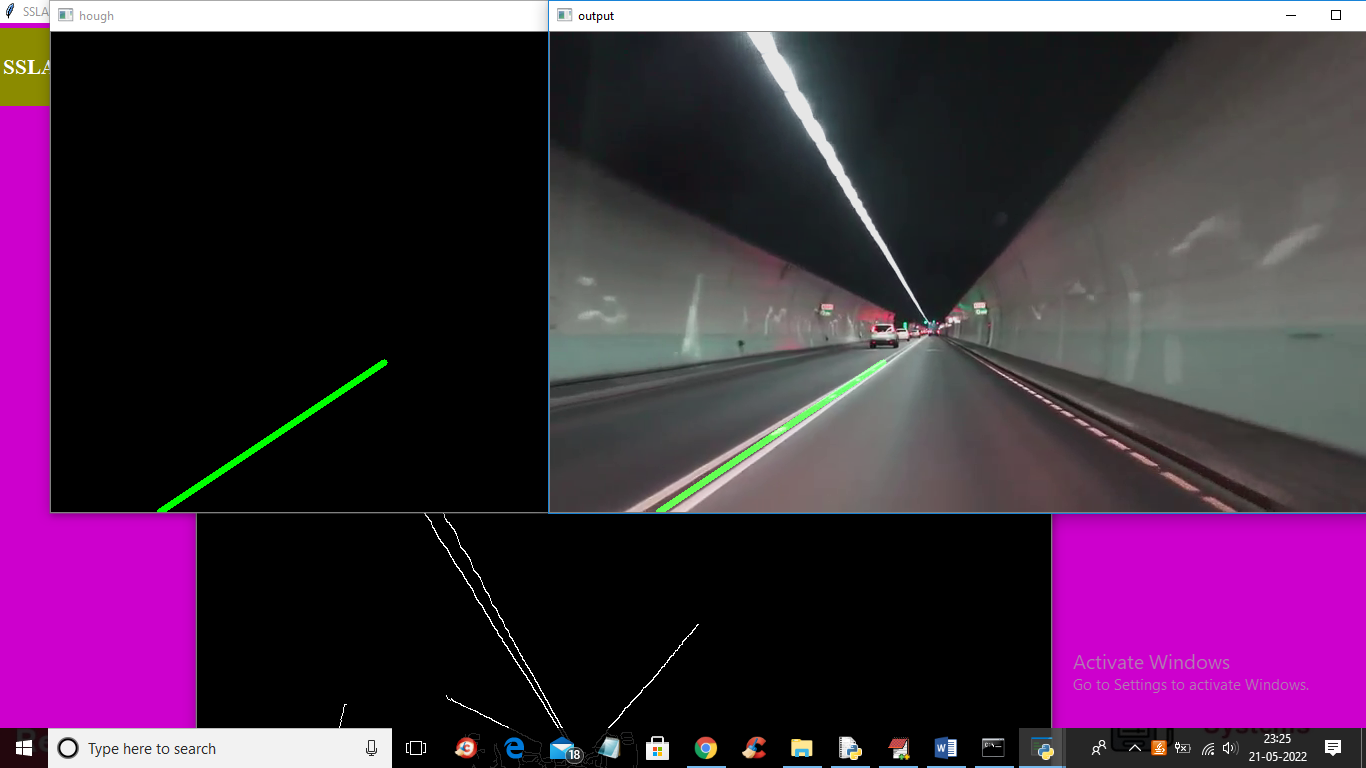 SSLA
hough
output
SSLA
Activate Windows
Go to Settings to activate Windows.
Type here to search
18
23:25
21-05-2022